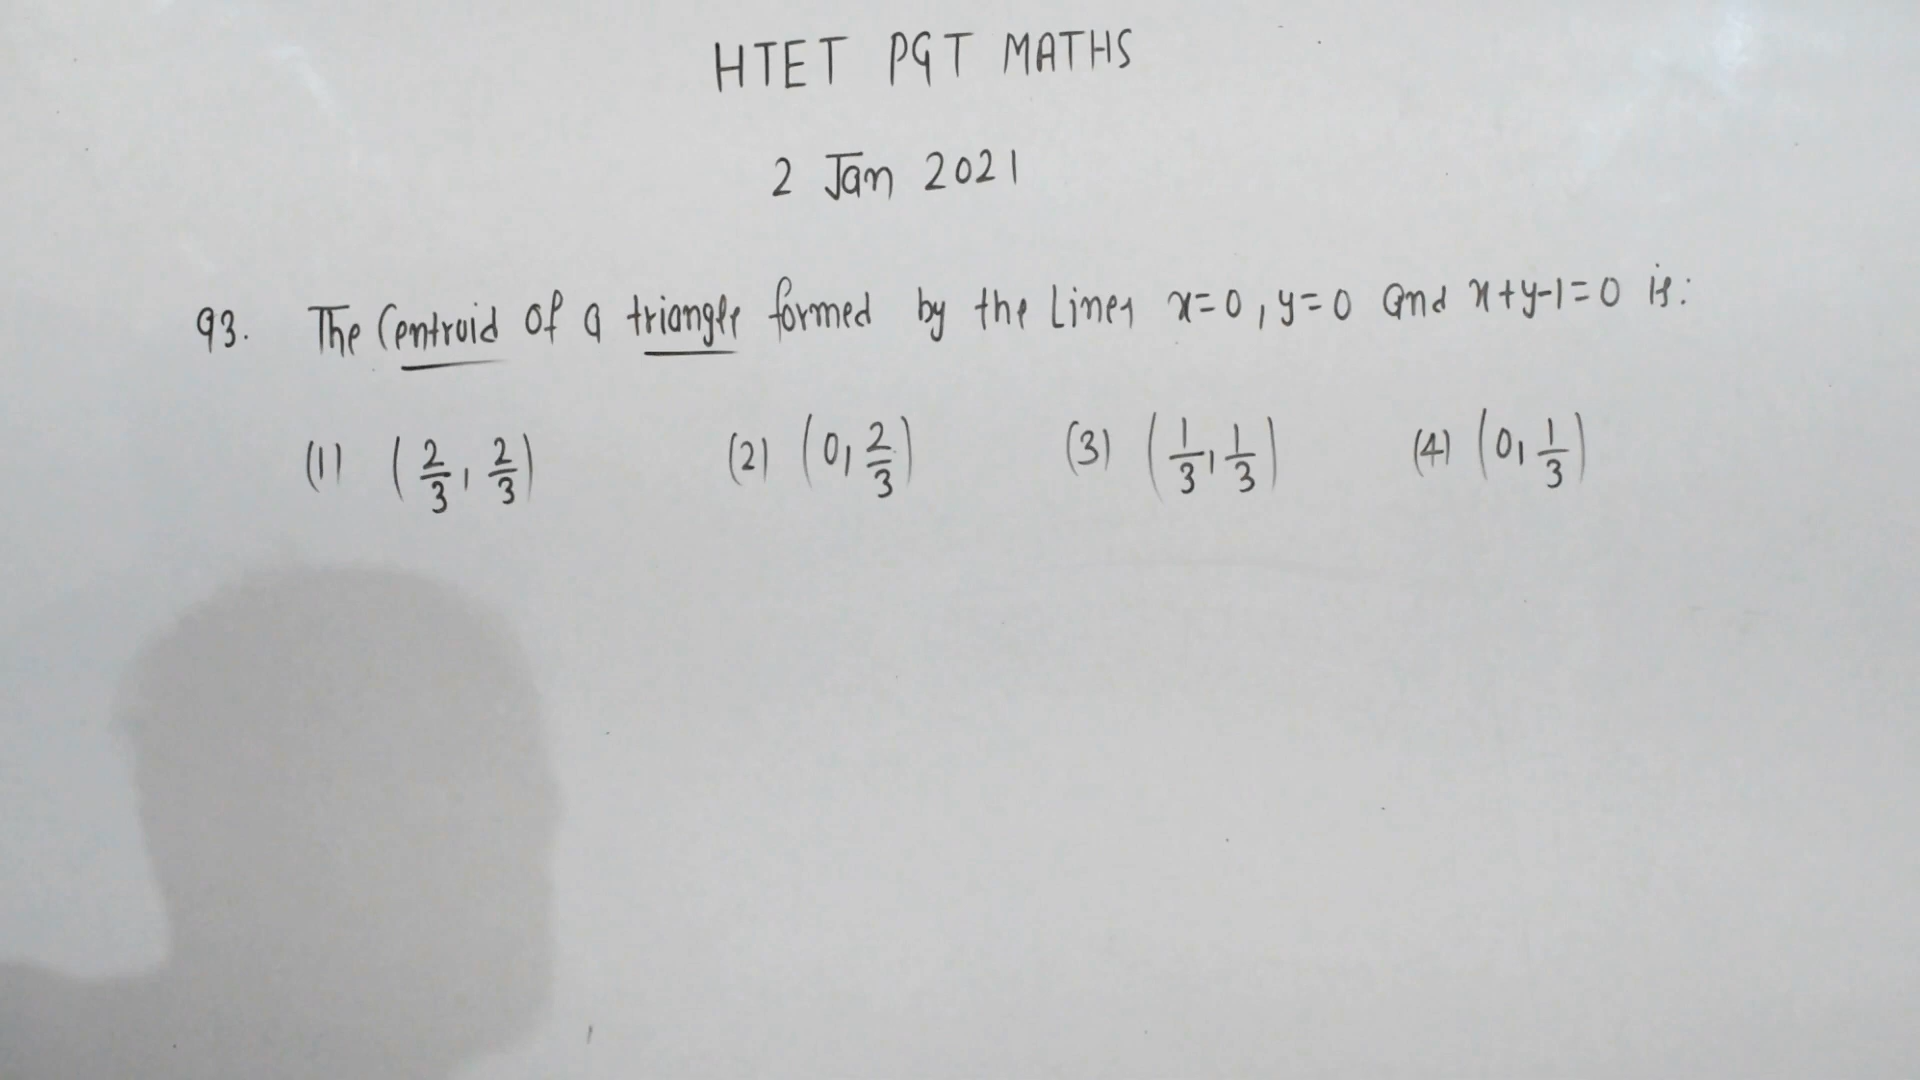 HTET PGT MATHS
2 Jan 2021
93. The Centroid of a triangle formed by the Lines x=0, y=0 and x+y-1=0 is:
(1) (2/3, 2/3) (2) (0, 2/3) (3) (1/3, 1/3) (4) (0, 1/3)